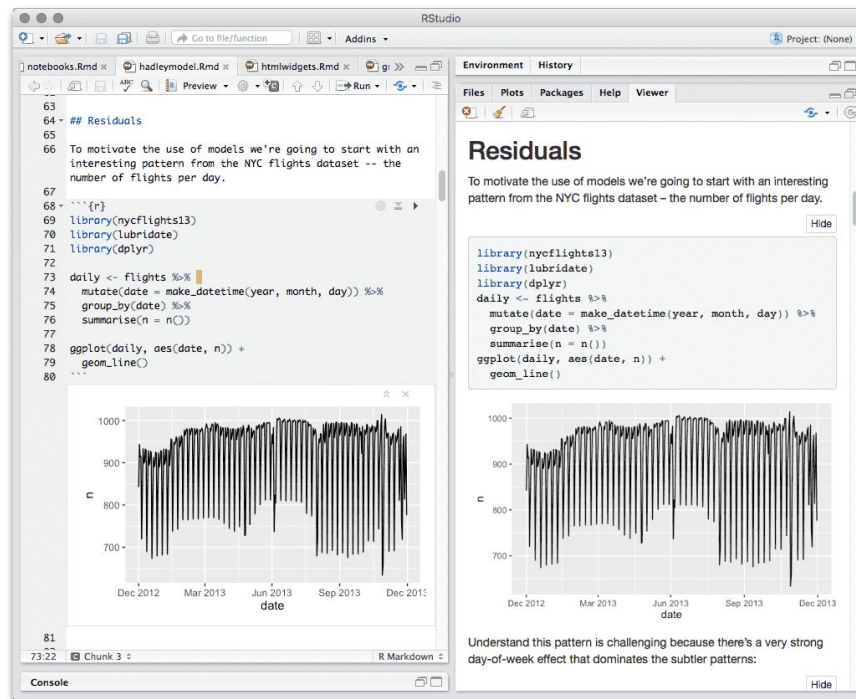 RStudio
Go to file/function
Addins
Project: (None)
notebooks.Rmd
hadleymodel.Rmd
htmlwidgets.Rmd
ABC
Preview
Run
63
64 ## Residuals
65
66 To motivate the use of models we're going to start with an
interesting pattern from the NYC flights dataset -- the
number of flights per day.
67
68 ```{r}
69 library(nycflights13)
70 library(lubridate)
71 library(dplyr)
72
73 daily <- flights %>%
74 mutate(date = make_datetime(year, month, day)) %>%
75 group_by(date) %>%
76 summarise(n = n())
77
78 ggplot(daily, aes(date, n)) +
79 geom_line()
80 ```
1000
900
800
700
n
Dec 2012 Mar 2013 Jun 2013 Sep 2013 Dec 2013
date
81
73:22 Chunk 3 R Markdown
Console
Environment History
Files Plots Packages Help Viewer
Residuals
To motivate the use of models we're going to start with an interesting
pattern from the NYC flights dataset – the number of flights per day.
Hide
library(nycflights13)
library(lubridate)
library(dplyr)
daily <- flights %>%
mutate(date = make_datetime(year, month, day)) %>%
group_by(date) %>%
summarise(n = n())
ggplot(daily, aes(date, n)) +
geom_line()
1000
900
800
700
n
Dec 2012 Mar 2013 Jun 2013 Sep 2013 Dec 2013
date
Understand this pattern is challenging because there's a very strong
day-of-week effect that dominates the subtler patterns:
Hide